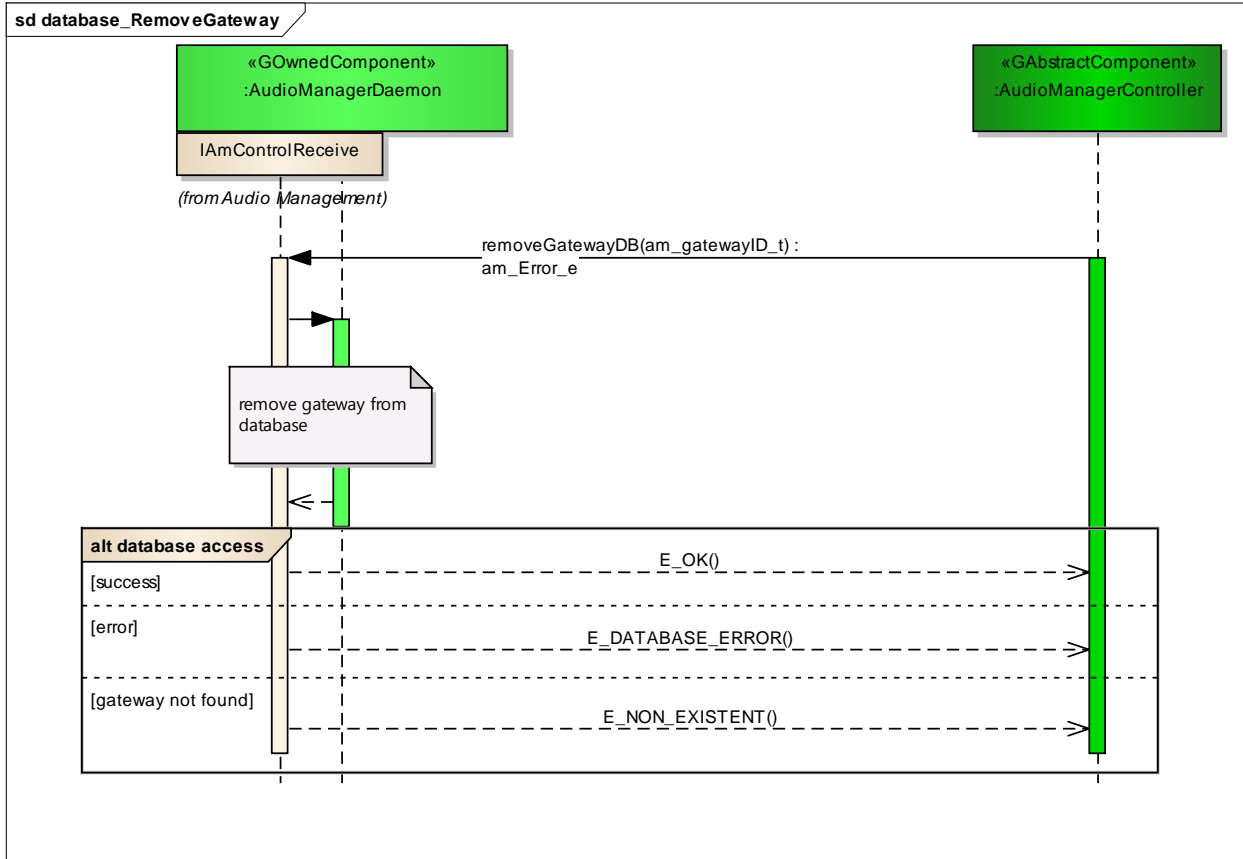 sd database_RemoveGateway
«GOwnedComponent»
:AudioManagerDaemon
«GAbstractComponent»
:AudioManagerController
IAmControlReceive
(from Audio Management)
removeGatewayDB(am_gatewayID_t) :
am_Error_e
remove gateway from
database
alt database access
E_OK()
[success]
[error]
E_DATABASE_ERROR()
[gateway not found]
E_NON_EXISTENT()